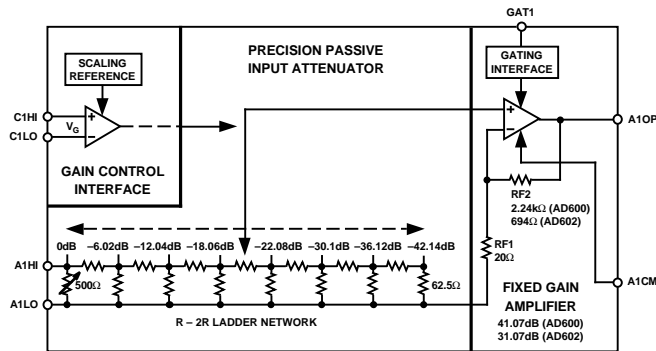 GAT1
PRECISION PASSIVE
INPUT ATTENUATOR
SCALING
REFERENCE
GATING
INTERFACE
C1HI
C1LO
VG
+
–
+
–
A1OP
GAIN CONTROL
INTERFACE
RF2
2.24kΩ (AD600)
694Ω (AD602)
RF1
20Ω
0dB –6.02dB –12.04dB –18.06dB –22.08dB –30.1dB –36.12dB –42.14dB
A1HI
500Ω
62.5Ω
A1LO
A1CM
R – 2R LADDER NETWORK
FIXED GAIN
AMPLIFIER
41.07dB (AD600)
31.07dB (AD602)